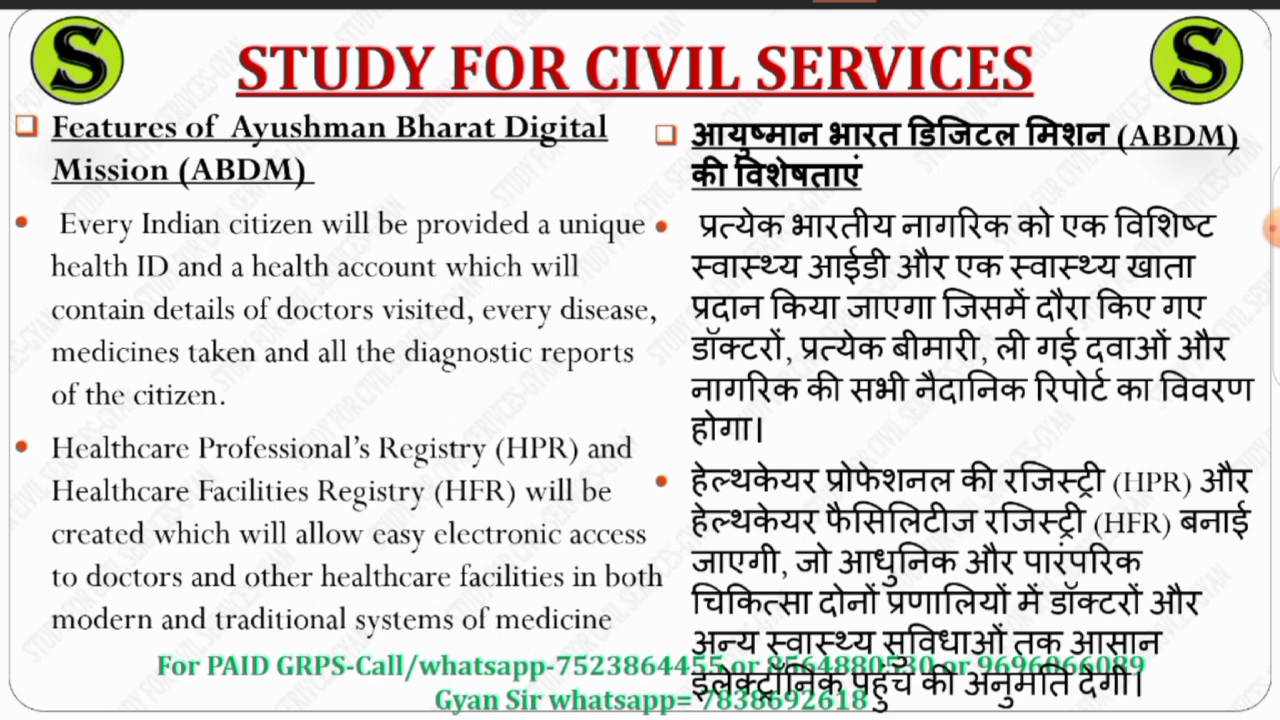 S
STUDY FOR CIVIL SERVICES
S
Features of Ayushman Bharat Digital
Mission (ABDM)
Every Indian citizen will be provided a unique
health ID and a health account which will
contain details of doctors visited, every disease,
medicines taken and all the diagnostic reports
of the citizen.
Healthcare Professional's Registry (HPR) and
Healthcare Facilities Registry (HFR) will be
created which will allow easy electronic access
to doctors and other healthcare facilities in both
modern and traditional systems of medicine
आयुष्मान भारत डिजिटल मिशन (ABDM)
की विशेषताएं
प्रत्येक भारतीय नागरिक को एक विशिष्ट
स्वास्थ्य आईडी और एक स्वास्थ्य खाता
प्रदान किया जाएगा जिसमें दौरा किए गए
डॉक्टरों, प्रत्येक बीमारी, ली गई दवाओं और
नागरिक की सभी नैदानिक रिपोर्ट का विवरण
होगा।
हेल्थकेयर प्रोफेशनल की रजिस्ट्री (HPR) और
हेल्थकेयर फैसिलिटीज रजिस्ट्री (HFR) बनाई
जाएगी, जो आधुनिक और पारंपरिक
चिकित्सा दोनों प्रणालियों में डॉक्टरों और
अन्य स्वास्थ्य सुविधाओं तक आसान
इलेक्ट्रॉनिक पहुंच की अनुमति देगी।
For PAID GRPS-Call/whatsapp-7523864455 or 8564880530 or 9696066089
Gyan Sir whatsapp= 7838692618